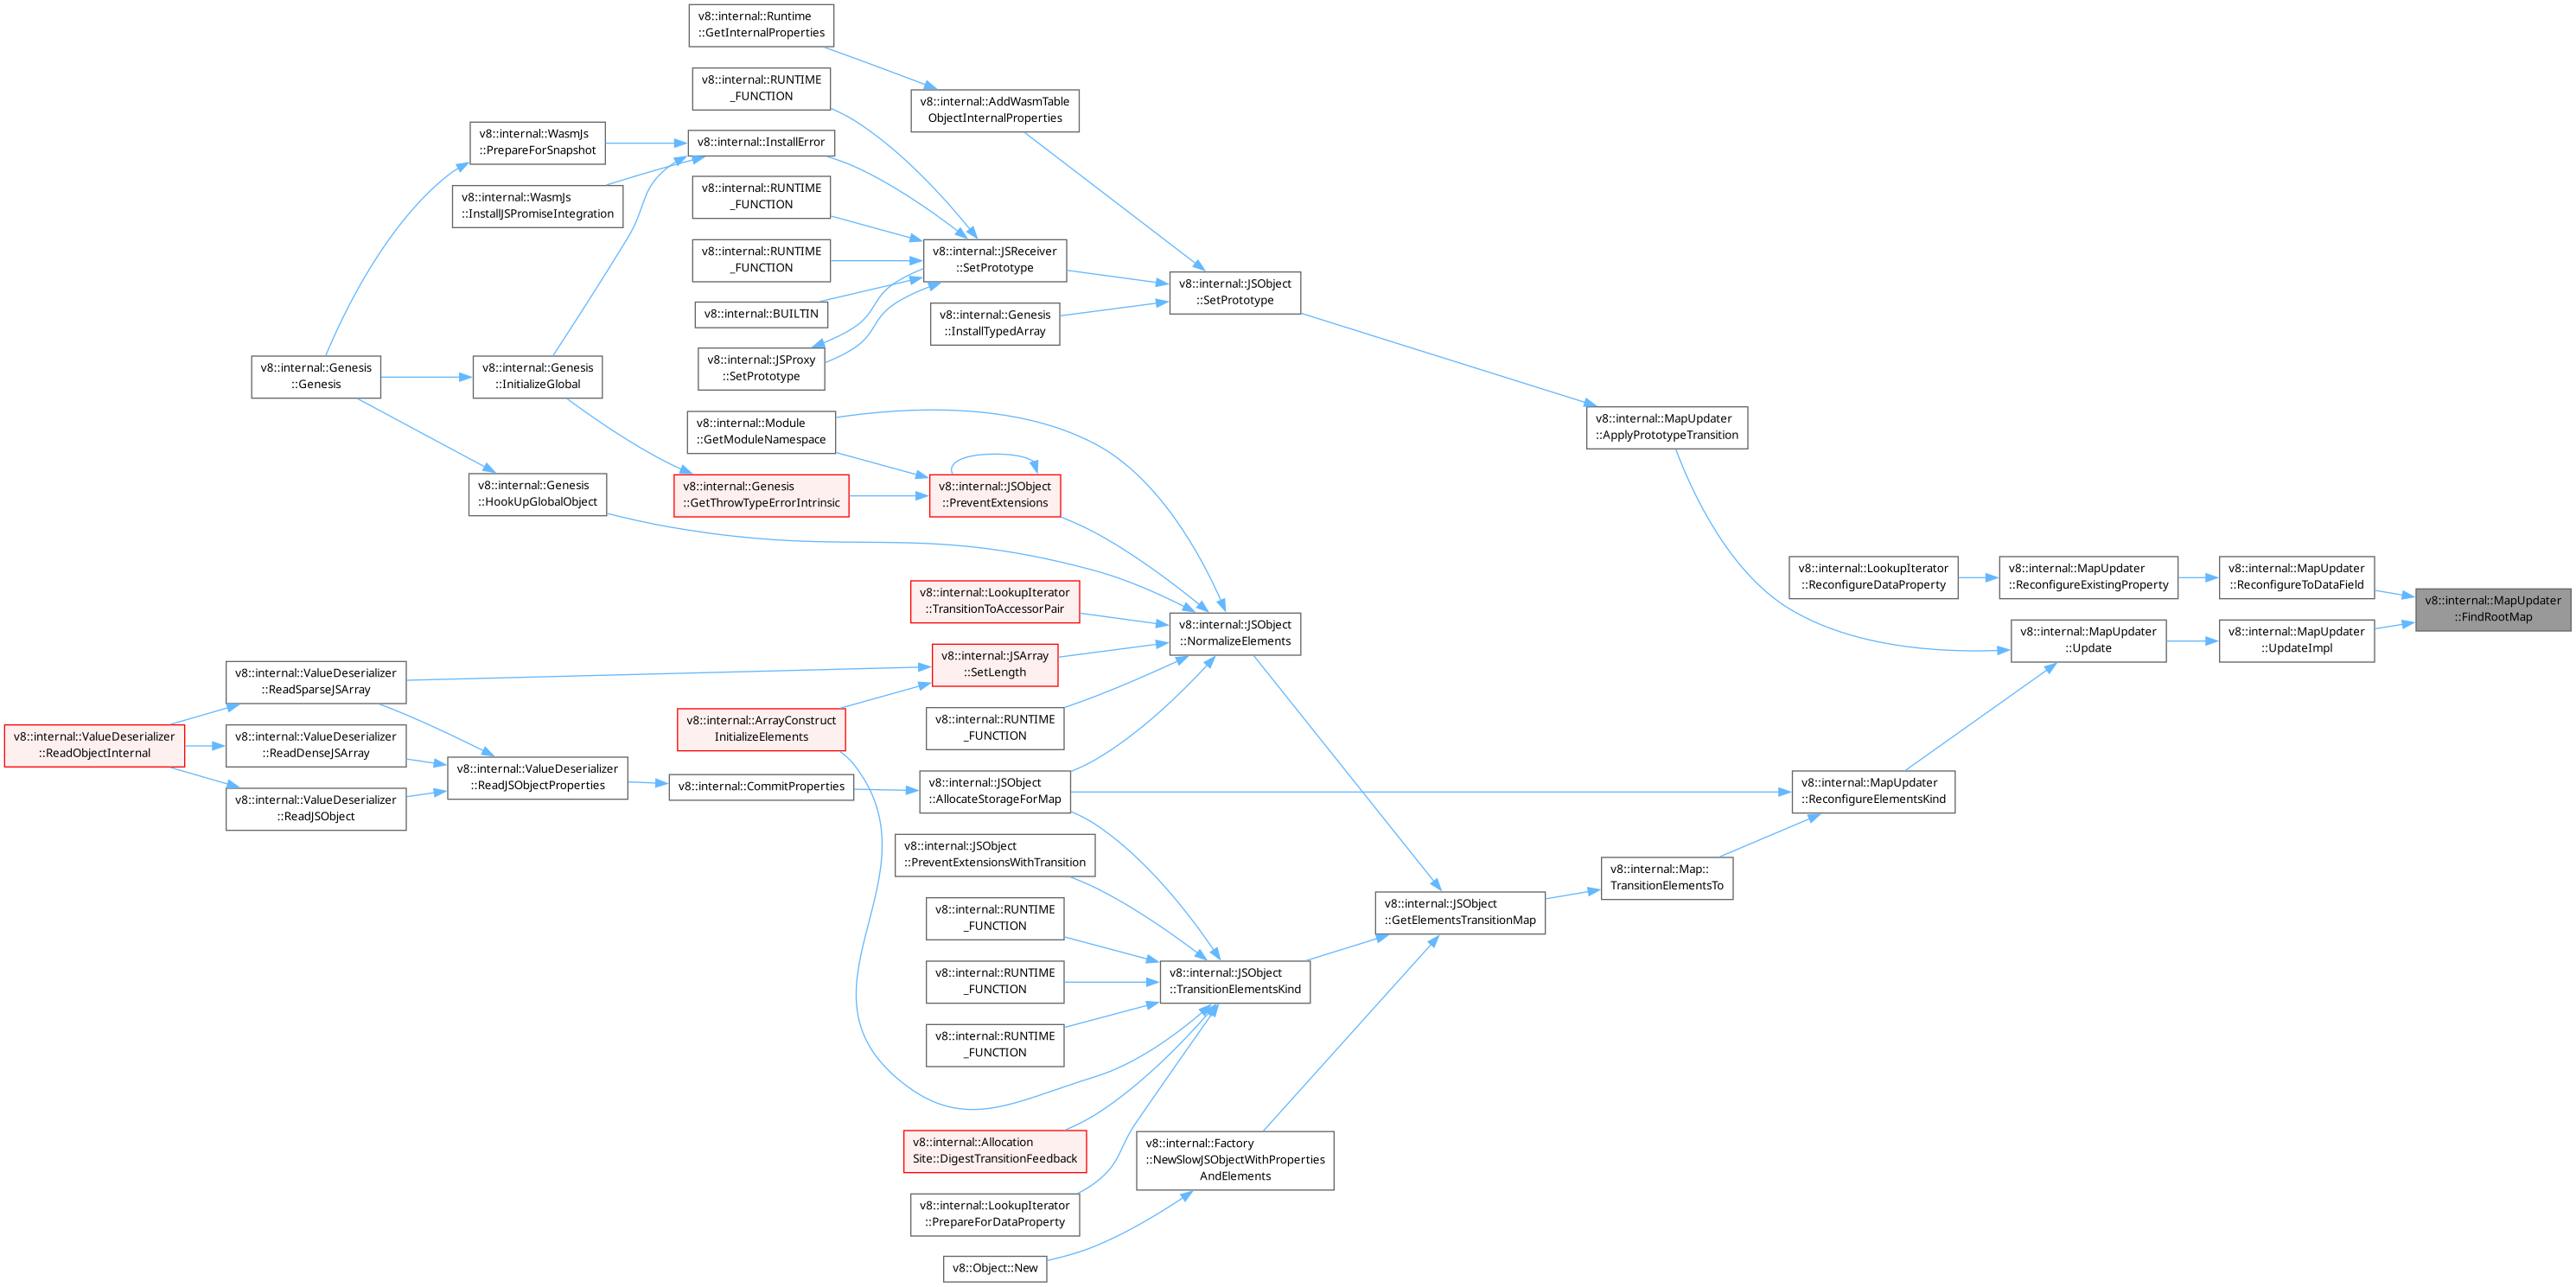 v8::internal::Runtime
::GetInternalProperties
v8::internal::RUNTIME
_FUNCTION
v8::internal::AddWasmTable
ObjectInternalProperties
v8::internal::WasmJs
::PrepareForSnapshot
v8::internal::InstallError
v8::internal::WasmJs
::InstallJSPromiseIntegration
v8::internal::RUNTIME
_FUNCTION
v8::internal::RUNTIME
_FUNCTION
v8::internal::JSReceiver
::SetPrototype
v8::internal::JSObject
::SetPrototype
v8::internal::BUILTIN
v8::internal::Genesis
::InstallTypedArray
v8::internal::JSProxy
::SetPrototype
v8::internal::Genesis
::Genesis
v8::internal::Genesis
::InitializeGlobal
v8::internal::Module
::GetModuleNamespace
v8::internal::MapUpdater
::ApplyPrototypeTransition
v8::internal::Genesis
::HookUpGlobalObject
v8::internal::Genesis
::GetThrowTypeErrorIntrinsic
v8::internal::JSObject
::PreventExtensions
v8::internal::LookupIterator
::ReconfigureDataProperty
v8::internal::MapUpdater
::ReconfigureExistingProperty
v8::internal::MapUpdater
::ReconfigureToDataField
v8::internal::MapUpdater
::FindRootMap
v8::internal::LookupIterator
::TransitionToAccessorPair
v8::internal::JSObject
::NormalizeElements
v8::internal::MapUpdater
::Update
v8::internal::MapUpdater
::UpdateImpl
v8::internal::JSArray
::SetLength
v8::internal::ValueDeserializer
::ReadSparseJSArray
v8::internal::ArrayConstruct
InitializeElements
v8::internal::RUNTIME
_FUNCTION
v8::internal::ValueDeserializer
::ReadObjectInternal
v8::internal::ValueDeserializer
::ReadDenseJSArray
v8::internal::ValueDeserializer
::ReadJSObjectProperties
v8::internal::CommitProperties
v8::internal::JSObject
::AllocateStorageForMap
v8::internal::MapUpdater
::ReconfigureElementsKind
v8::internal::ValueDeserializer
::ReadJSObject
v8::internal::JSObject
::PreventExtensionsWithTransition
v8::internal::Map::
TransitionElementsTo
v8::internal::JSObject
::GetElementsTransitionMap
v8::internal::RUNTIME
_FUNCTION
v8::internal::RUNTIME
_FUNCTION
v8::internal::JSObject
::TransitionElementsKind
v8::internal::RUNTIME
_FUNCTION
v8::internal::Allocation
Site::DigestTransitionFeedback
v8::internal::Factory
::NewSlowJSObjectWithProperties
AndElements
v8::internal::LookupIterator
::PrepareForDataProperty
v8::Object::New